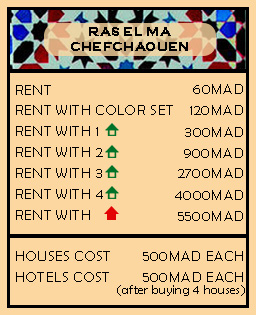 RAS EL MA
CHEFCHAOUEN
RENT 60MAD
RENT WITH COLOR SET 120MAD
RENT WITH 1 300MAD
RENT WITH 2 900MAD
RENT WITH 3 2700MAD
RENT WITH 4 4000MAD
RENT WITH 5500MAD
HOUSES COST 500MAD EACH
HOTELS COST 500MAD EACH
(after buying 4 houses)